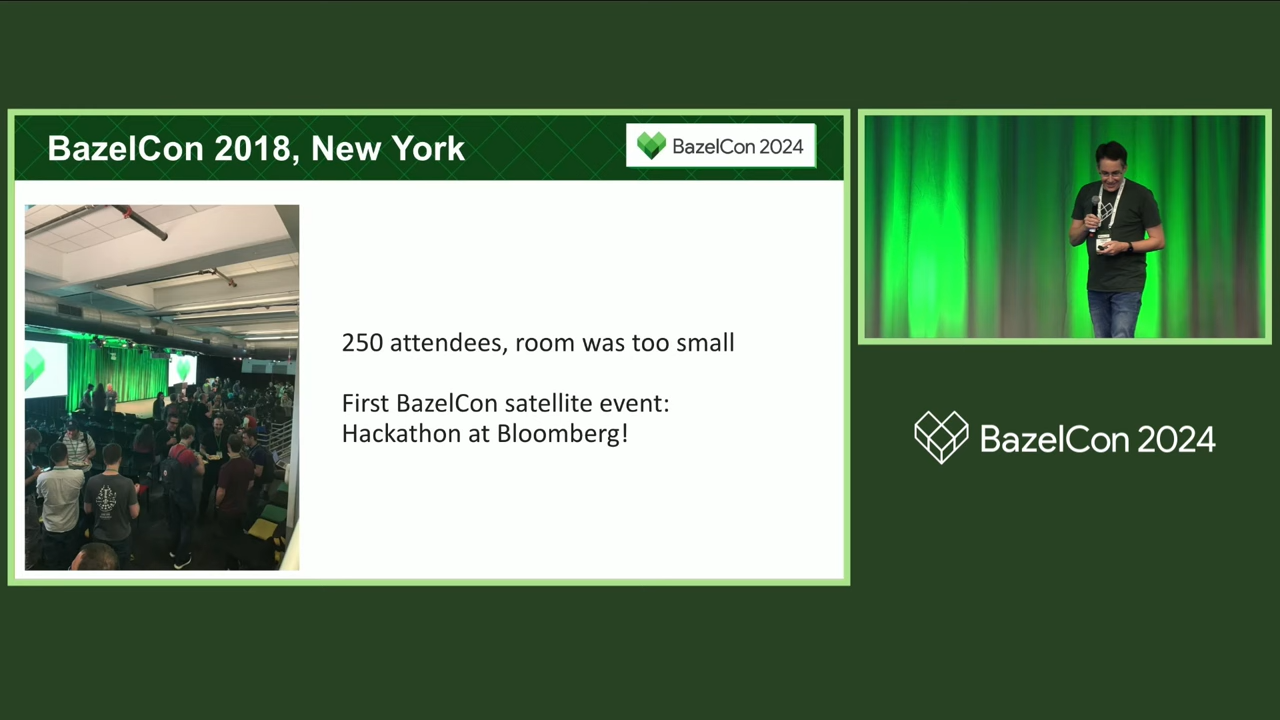 BazelCon 2018, New York
BazelCon 2024
250 attendees, room was too small
First BazelCon satellite event:
Hackathon at Bloomberg!
BazelCon 2024